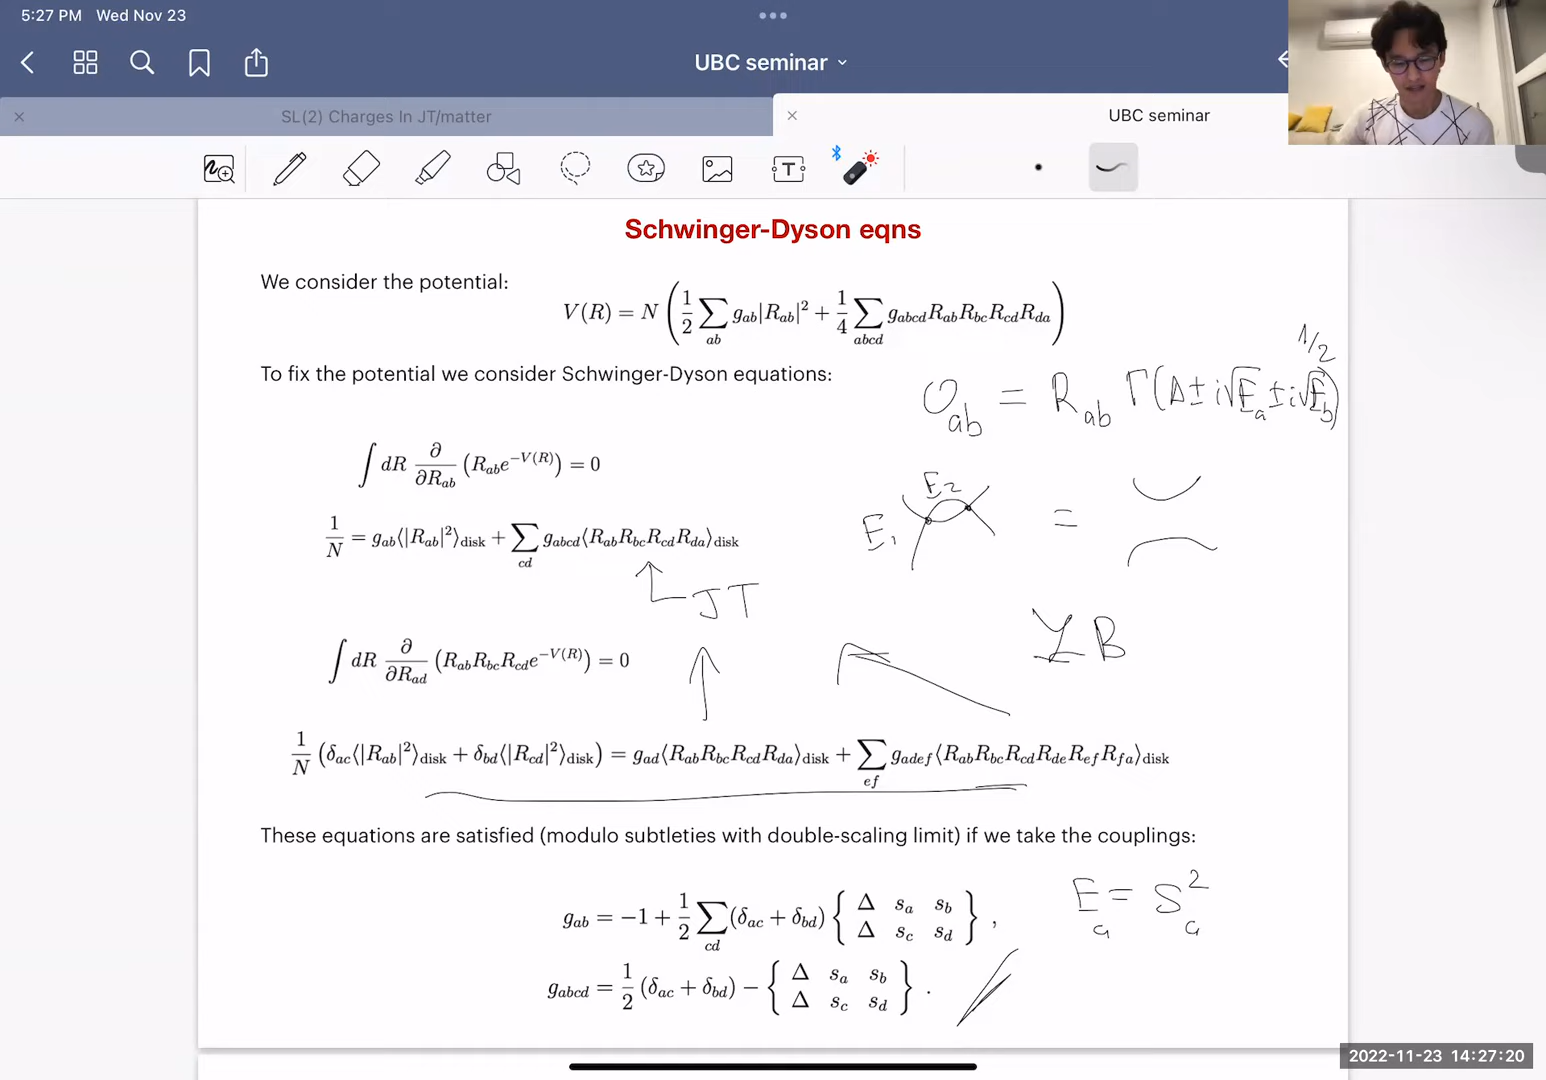 5:27 PM Wed Nov 23
UBC seminar
SL(2) Charges In JT/matter
UBC seminar
T
Schwinger-Dyson eqns
We consider the potential:
V(R) = N ( 1/2 ∑_{ab} g_{ab}|R_{ab}|² + 1/4 ∑_{abcd} g_{abcd}R_{ab}R_{bc}R_{cd}R_{da} )
To fix the potential we consider Schwinger-Dyson equations:
O_{ab} = R_{ab} Γ(Δ ± i√E_a ± i√E_b)^{1/2}
∫ dR ∂/∂R_{ab} (R_{ab}e^{−V(R)}) = 0
E₂
E₁ =
1/N = g_{ab}⟨|R_{ab}|²⟩_{disk} + ∑_{cd} g_{abcd}⟨R_{ab}R_{bc}R_{cd}R_{da}⟩_{disk}
JT
YB
∫ dR ∂/∂R_{ad} (R_{ab}R_{bc}R_{cd}e^{−V(R)}) = 0
1/N (δ_{ac}⟨|R_{ab}|²⟩_{disk} + δ_{bd}⟨|R_{cd}|²⟩_{disk}) = g_{ad}⟨R_{ab}R_{bc}R_{cd}R_{da}⟩_{disk} + ∑_{ef} g_{adef}⟨R_{ab}R_{bc}R_{cd}R_{de}R_{ef}R_{fa}⟩_{disk}
These equations are satisfied (modulo subtleties with double-scaling limit) if we take the couplings:
E_a = S_a²
g_{ab} = −1 + 1/2 ∑_{cd} (δ_{ac} + δ_{bd}) { Δ s_a s_b ; Δ s_c s_d } ,
g_{abcd} = 1/2 (δ_{ac} + δ_{bd}) − { Δ s_a s_b ; Δ s_c s_d } .
2022-11-23 14:27:20